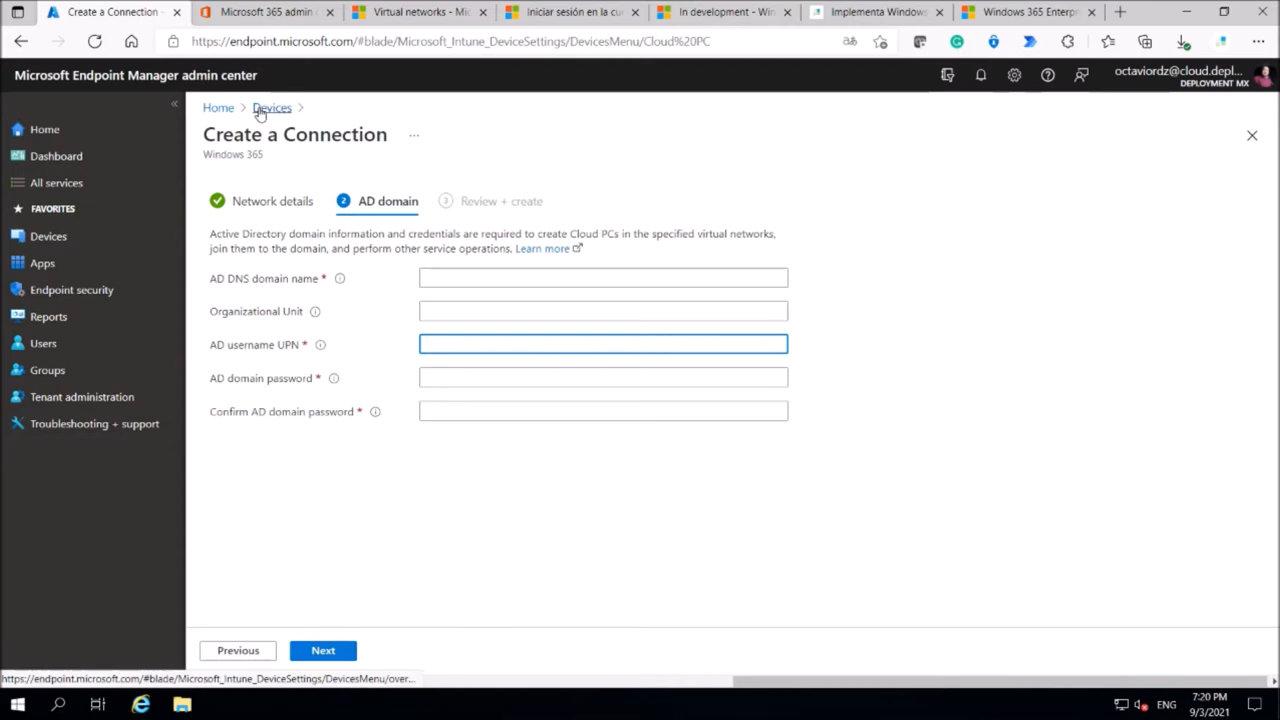 Create a Connection -
Microsoft 365 admin c
Virtual networks - Mic
Iniciar sesión en la cu
In development - Win
Implementa Windows
Windows 365 Enterpr
https://endpoint.microsoft.com/#blade/Microsoft_Intune_DeviceSettings/DevicesMenu/Cloud%20PC
Microsoft Endpoint Manager admin center
octaviordz@cloud.depl...
DEPLOYMENT MX
Home > Devices >
Create a Connection ...
Windows 365
Home
Dashboard
All services
FAVORITES
Devices
Apps
Endpoint security
Reports
Users
Groups
Tenant administration
Troubleshooting + support
Network details
2 AD domain
3 Review + create
Active Directory domain information and credentials are required to create Cloud PCs in the specified virtual networks,
join them to the domain, and perform other service operations. Learn more
AD DNS domain name *
Organizational Unit
AD username UPN *
AD domain password *
Confirm AD domain password *
Previous
Next
https://endpoint.microsoft.com/#blade/Microsoft_Intune_DeviceSettings/DevicesMenu/over...
ENG
7:20 PM
9/3/2021